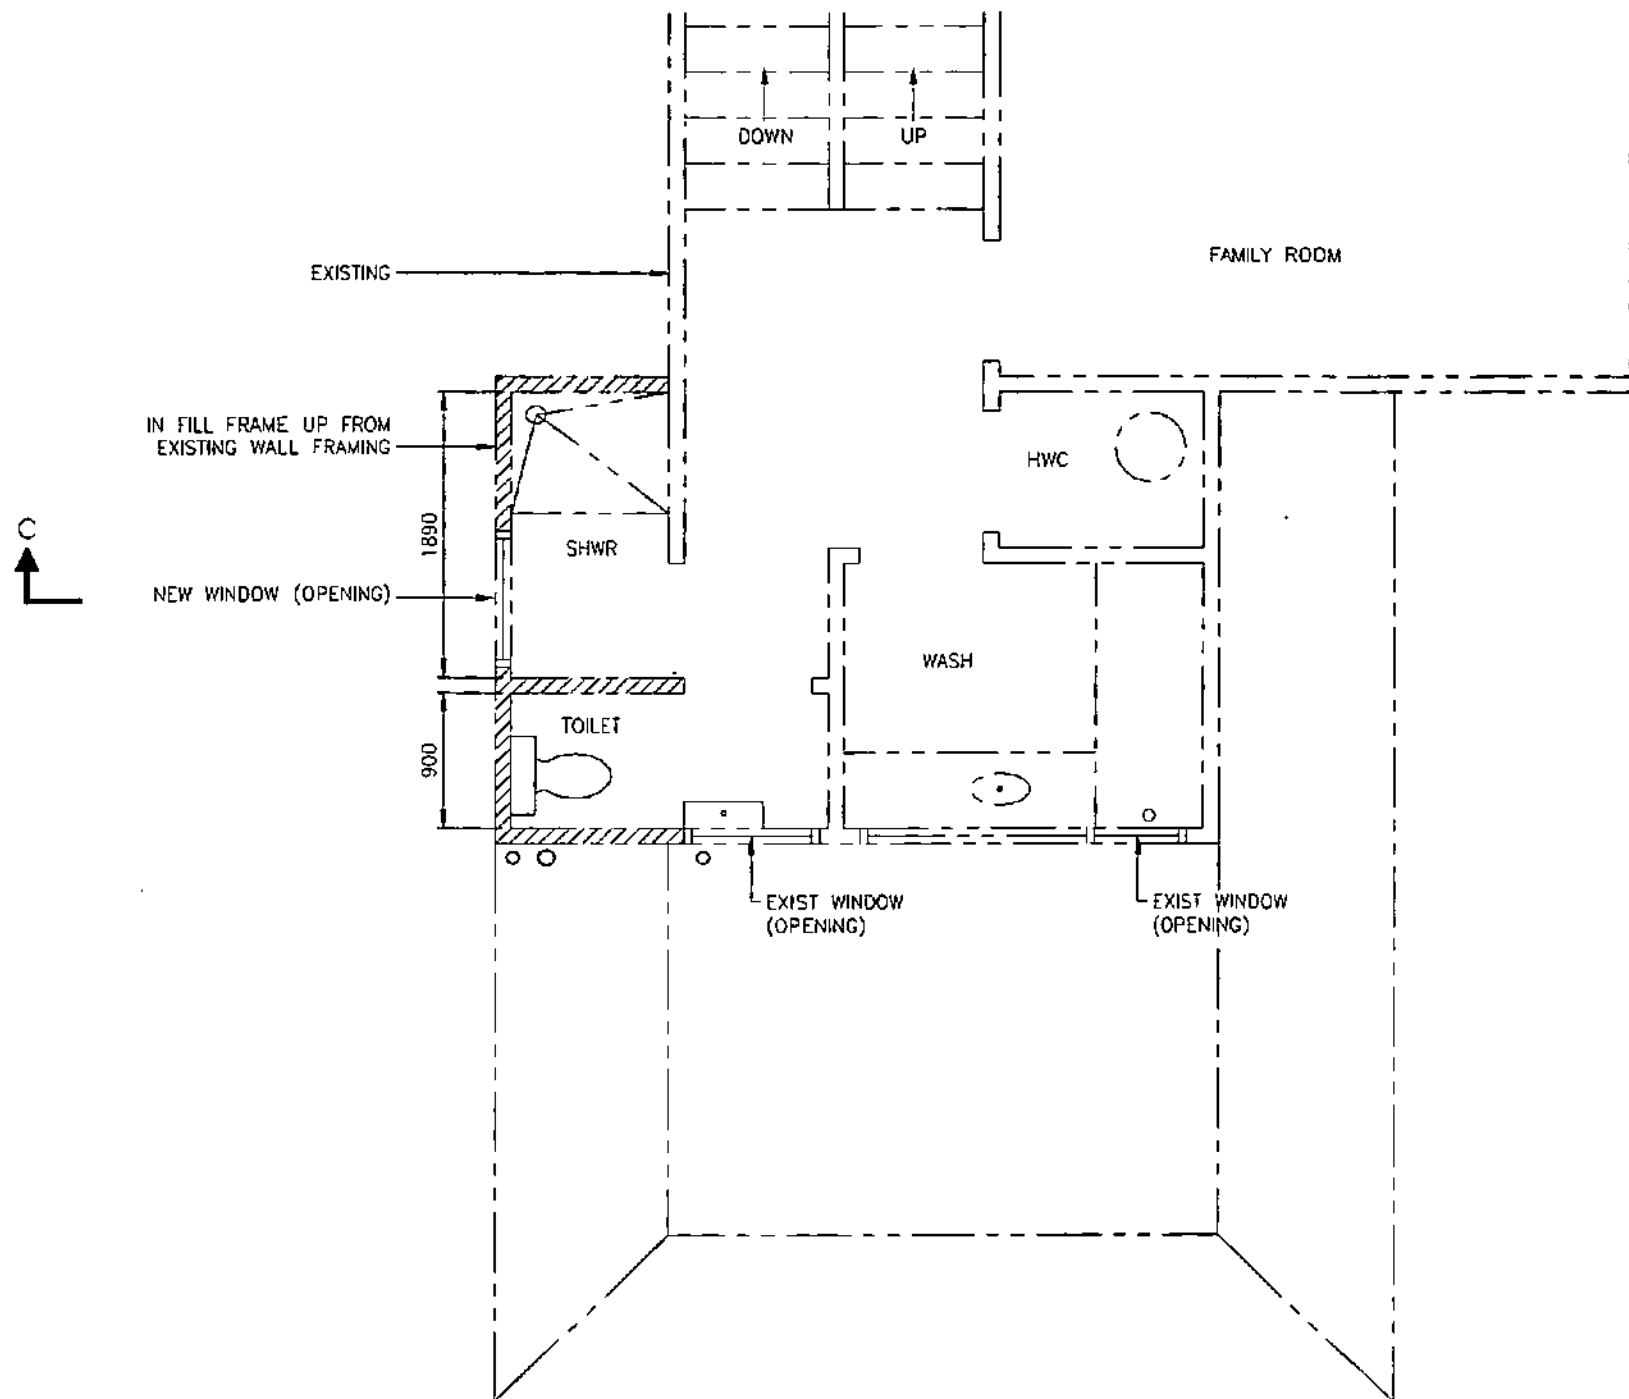 DOWN
UP
FAMILY ROOM
EXISTING
IN FILL FRAME UP FROM
EXISTING WALL FRAMING
HWC
C
1890
SHWR
NEW WINDOW (OPENING)
WASH
TOILET
900
EXIST WINDOW
(OPENING)
EXIST WINDOW
(OPENING)